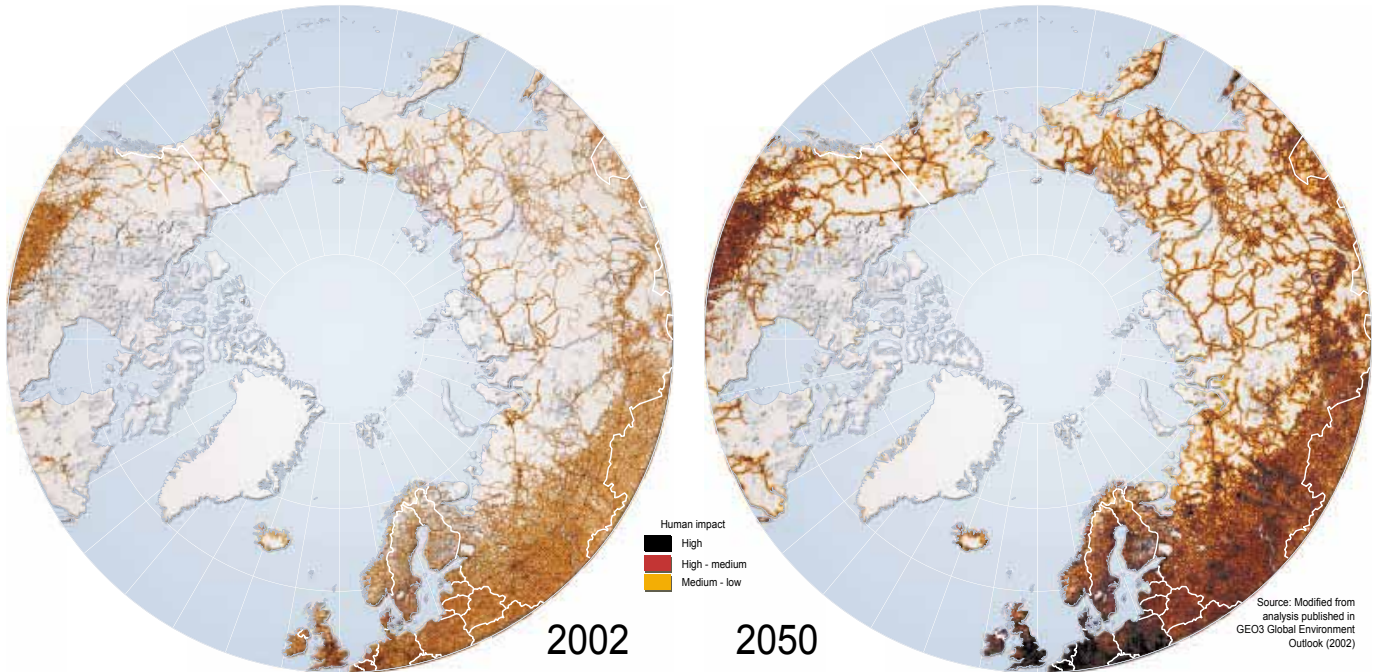 Human impact
High
High - medium
Medium - low
2002
2050
Source: Modified from
analysis published in
GEO3 Global Environment
Outlook (2002)